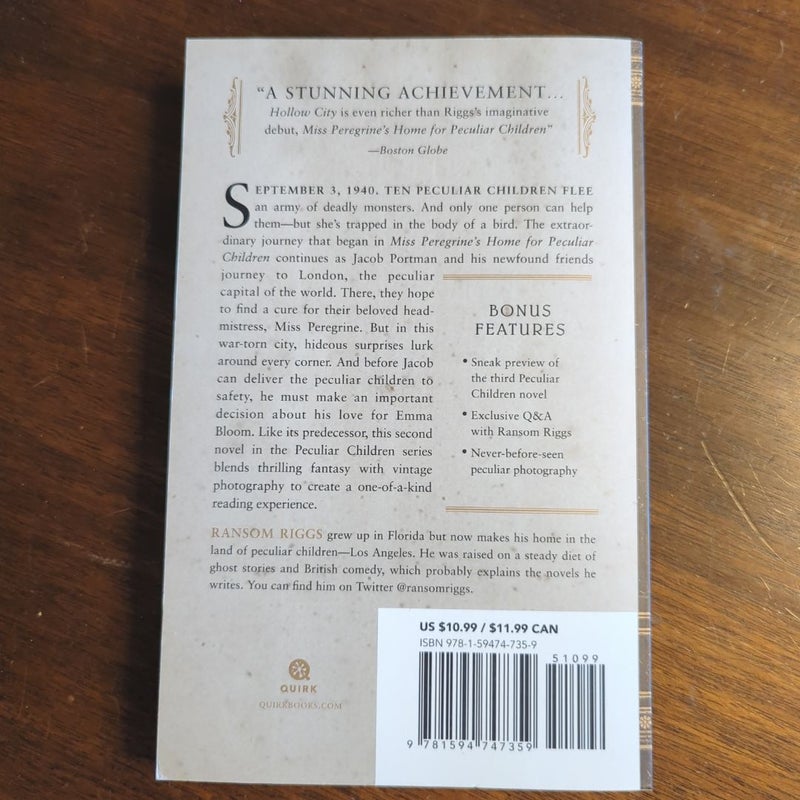 "A STUNNING ACHIEVEMENT...
Hollow City is even richer than Riggs's imaginative
debut, Miss Peregrine's Home for Peculiar Children"
—Boston Globe
SEPTEMBER 3, 1940. TEN PECULIAR CHILDREN FLEE
an army of deadly monsters. And only one person can help
them—but she's trapped in the body of a bird. The extraor-
dinary journey that began in Miss Peregrine's Home for Peculiar
Children continues as Jacob Portman and his newfound friends
journey to London, the peculiar
capital of the world. There, they hope
to find a cure for their beloved head-
mistress, Miss Peregrine. But in this
war-torn city, hideous surprises lurk
around every corner. And before Jacob
can deliver the peculiar children to
safety, he must make an important
decision about his love for Emma
Bloom. Like its predecessor, this second
novel in the Peculiar Children series
blends thrilling fantasy with vintage
photography to create a one-of-a-kind
reading experience.
BONUS
FEATURES
• Sneak preview of
the third Peculiar
Children novel
• Exclusive Q&A
with Ransom Riggs
• Never-before-seen
peculiar photography
RANSOM RIGGS grew up in Florida but now makes his home in the
land of peculiar children—Los Angeles. He was raised on a steady diet of
ghost stories and British comedy, which probably explains the novels he
writes. You can find him on Twitter @ransomriggs.
QUIRK
QUIRKBOOKS.COM
US $10.99 / $11.99 CAN
ISBN 978-1-59474-735-9
51099
9 781594 747359